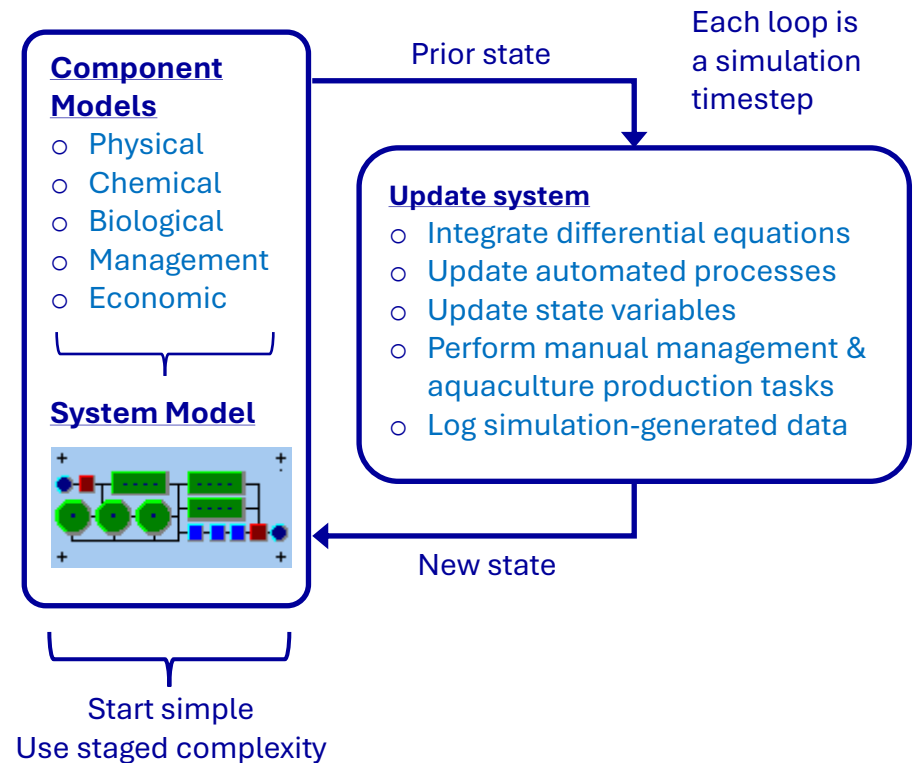 Component
Models
o Physical
o Chemical
o Biological
o Management
o Economic
System Model
Start simple
Use staged complexity
Prior state
Each loop is
a simulation
timestep
Update system
o Integrate differential equations
o Update automated processes
o Update state variables
o Perform manual management &
aquaculture production tasks
o Log simulation-generated data
New state